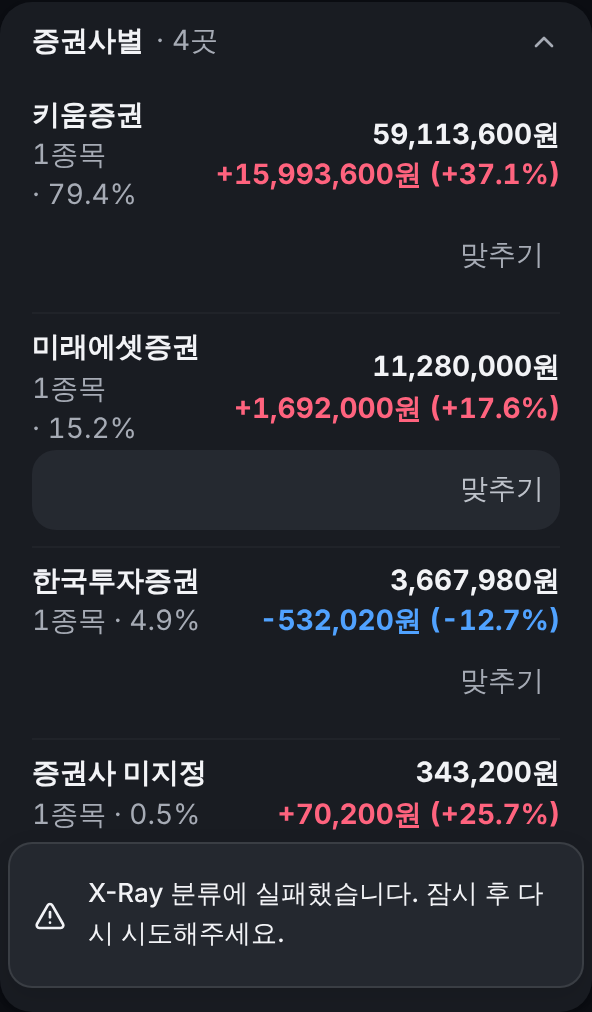 증권사별 · 4곳
키움증권
59,113,600원
1종목
+15,993,600원 (+37.1%)
· 79.4%
맞추기
미래에셋증권
11,280,000원
1종목
+1,692,000원 (+17.6%)
· 15.2%
맞추기
한국투자증권
3,667,980원
1종목 · 4.9%
-532,020원 (-12.7%)
맞추기
증권사 미지정
343,200원
1종목 · 0.5%
+70,200원 (+25.7%)
X-Ray 분류에 실패했습니다. 잠시 후 다
시 시도해주세요.